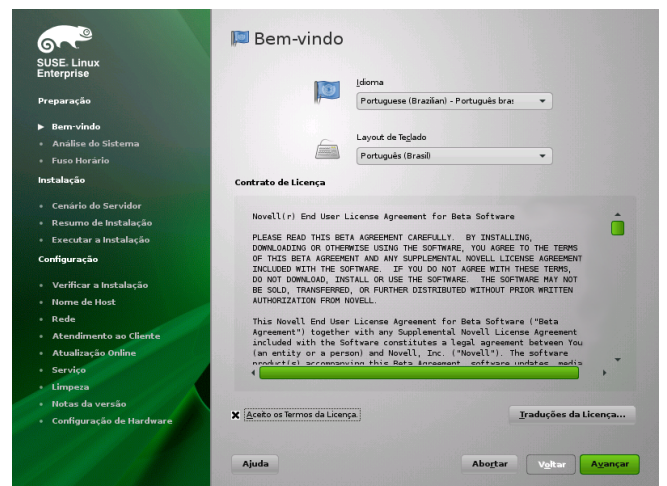 SUSE. Linux
Enterprise
Preparação
Bem-vindo
Análise do Sistema
Fuso Horário
Instalação
Cenário do Servidor
Resumo de Instalação
Executar a Instalação
Configuração
Verificar a Instalação
Nome de Host
Rede
Atendimento ao Cliente
Atualização Online
Serviço
Limpeza
Notas da versão
Configuração de Hardware
Bem-vindo
Idioma
Portuguese (Brazilian) - Português bra:
Layout de Teclado
Português (Brasil)
Contrato de Licença
Novell(r) End User License Agreement for Beta Software
PLEASE READ THIS BETA AGREEMENT CAREFULLY.  BY INSTALLING,
DOWNLOADING OR OTHERWISE USING THE SOFTWARE, YOU AGREE TO THE TERMS
OF THIS BETA AGREEMENT AND ANY SUPPLEMENTAL NOVELL LICENSE AGREEMENT
INCLUDED WITH THE SOFTWARE.  IF YOU DO NOT AGREE WITH THESE TERMS,
DO NOT DOWNLOAD, INSTALL OR USE THE SOFTWARE.  THE SOFTWARE MAY NOT
BE SOLD, TRANSFERRED, OR FURTHER DISTRIBUTED WITHOUT PRIOR WRITTEN
AUTHORIZATION FROM NOVELL.
This Novell End User License Agreement for Beta Software ("Beta
Agreement") together with any Supplemental Novell License Agreement
included with the Software constitutes a legal agreement between You
(an entity or a person) and Novell, Inc. ("Novell"). The software
product(s) accompanying this Beta Agreement, software updates, media
Aceito os Termos da Licença.
Traduções da Licença...
Ajuda
Abortar
Voltar
Avançar